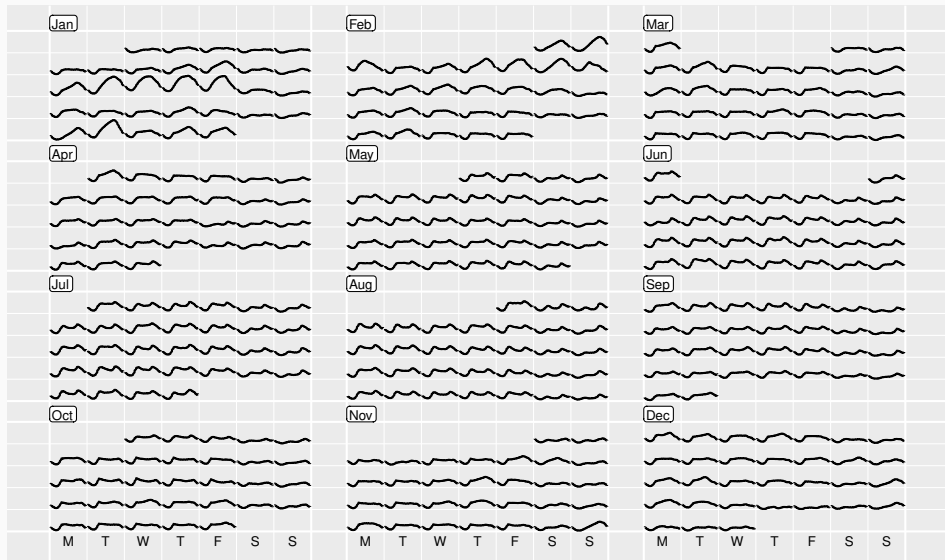 Jan Feb Mar
Apr May Jun
Jul Aug Sep
Oct Nov Dec
M T W T F S S M T W T F S S M T W T F S S